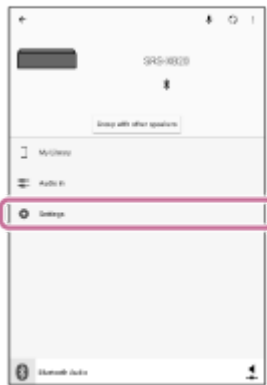 SRS-XB20
Group with other speakers
My Library
Audio in
Settings
Bluetooth Audio